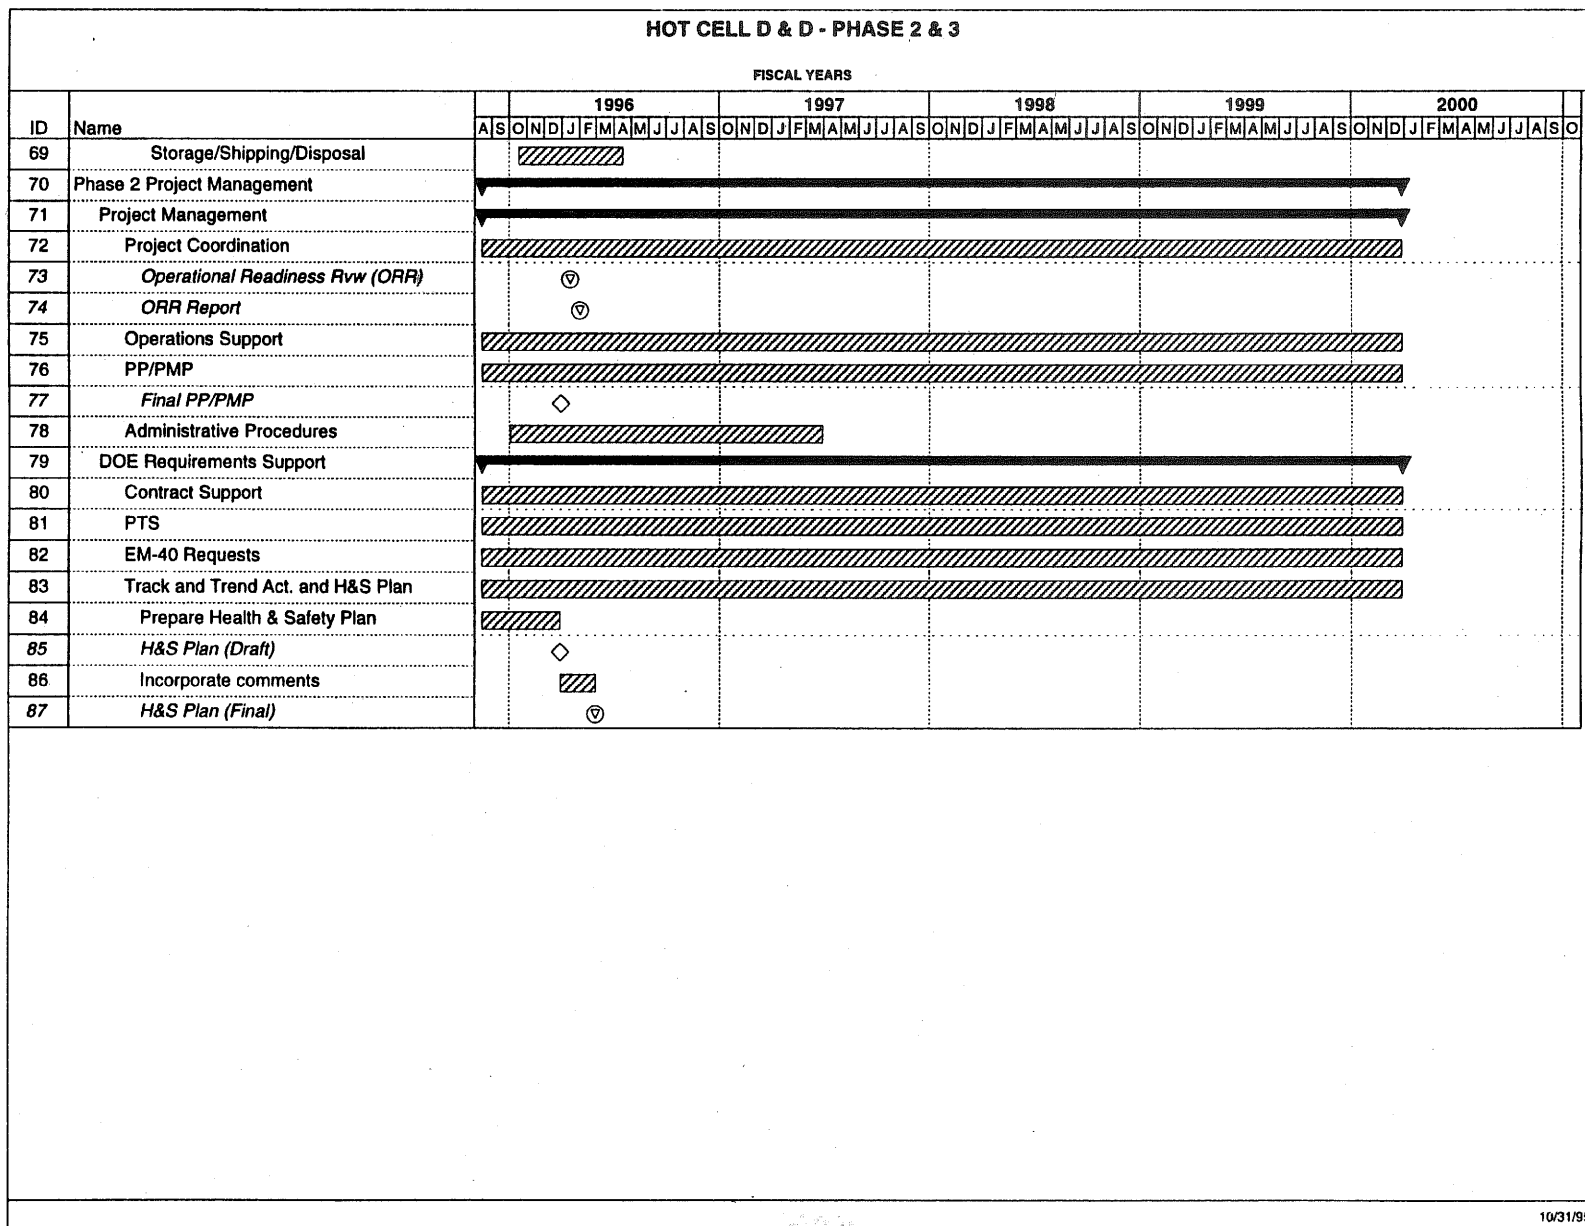 HOT CELL D & D - PHASE 2 & 3
FISCAL YEARS
1996 1997 1998 1999 2000
ID Name A S O N D J F M A M J J A S O N D J F M A M J J A S O N D J F M A M J J A S O N D J F M A M J J A S O N D J F M A M J J A S O
69 Storage/Shipping/Disposal
70 Phase 2 Project Management
71 Project Management
72 Project Coordination
73 Operational Readiness Rvw (ORR)
74 ORR Report
75 Operations Support
76 PP/PMP
77 Final PP/PMP
78 Administrative Procedures
79 DOE Requirements Support
80 Contract Support
81 PTS
82 EM-40 Requests
83 Track and Trend Act. and H&S Plan
84 Prepare Health & Safety Plan
85 H&S Plan (Draft)
86 Incorporate comments
87 H&S Plan (Final)